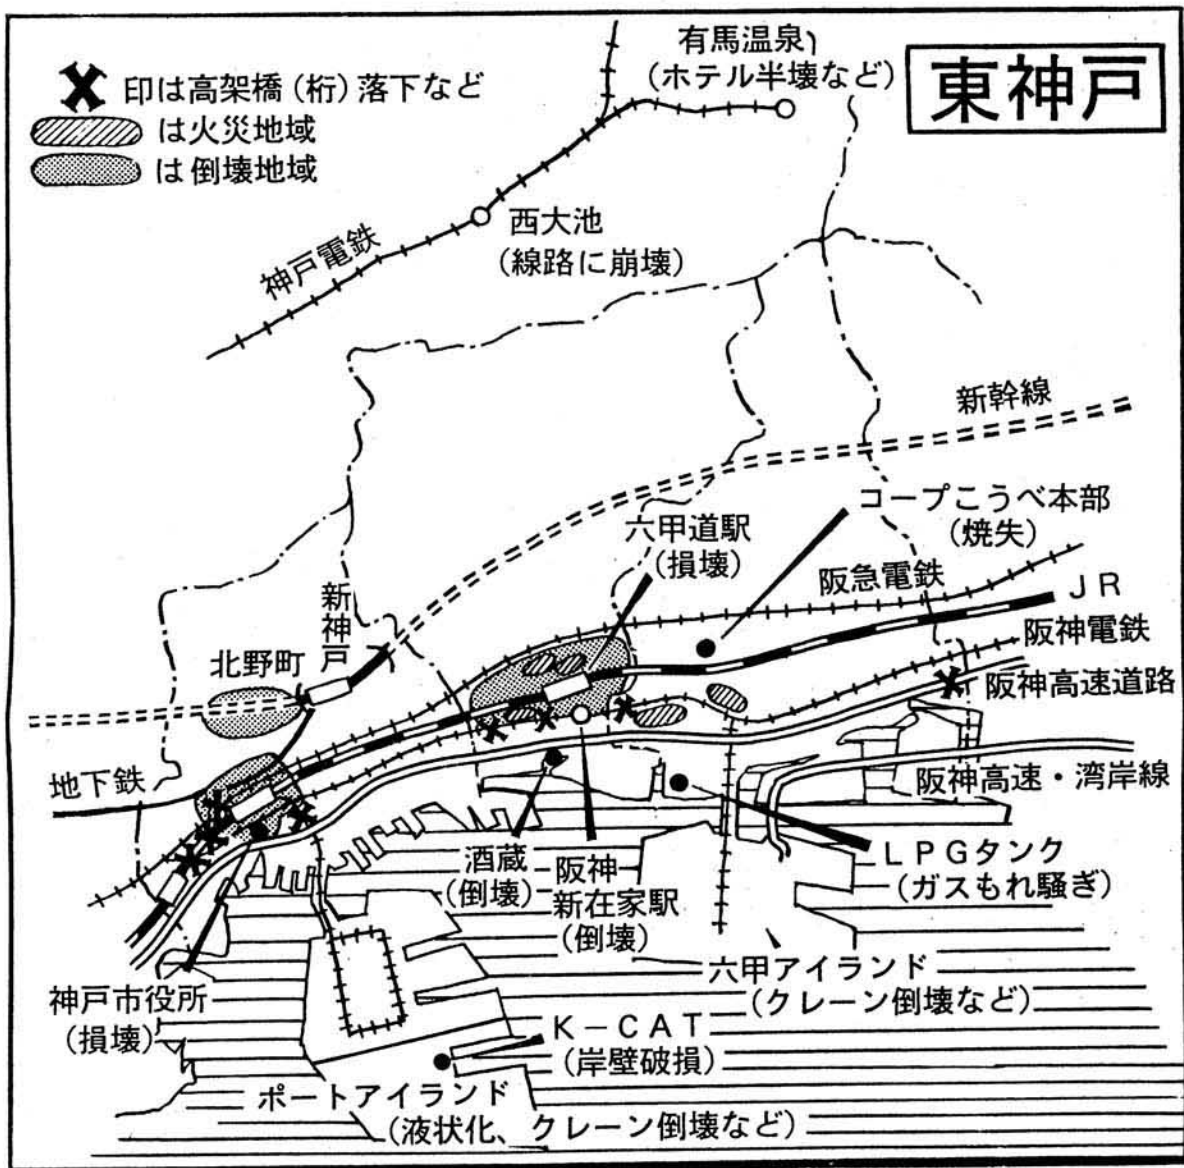 東神戸
印は高架橋(桁)落下など
は火災地域
は倒壊地域
有馬温泉
(ホテル半壊など)
西大池
(線路に崩壊)
神戸電鉄
新幹線
コープこうべ本部
(焼失)
六甲道駅
(損壊)
阪急電鉄
JR
阪神電鉄
阪神高速道路
新神戸
北野町
地下鉄
阪神高速・湾岸線
酒蔵
(倒壊)
阪神
新在家駅
(倒壊)
LPGタンク
(ガスもれ騒ぎ)
六甲アイランド
(クレーン倒壊など)
神戸市役所
(損壊)
K-CAT
(岸壁破損)
ポートアイランド
(液状化、クレーン倒壊など)